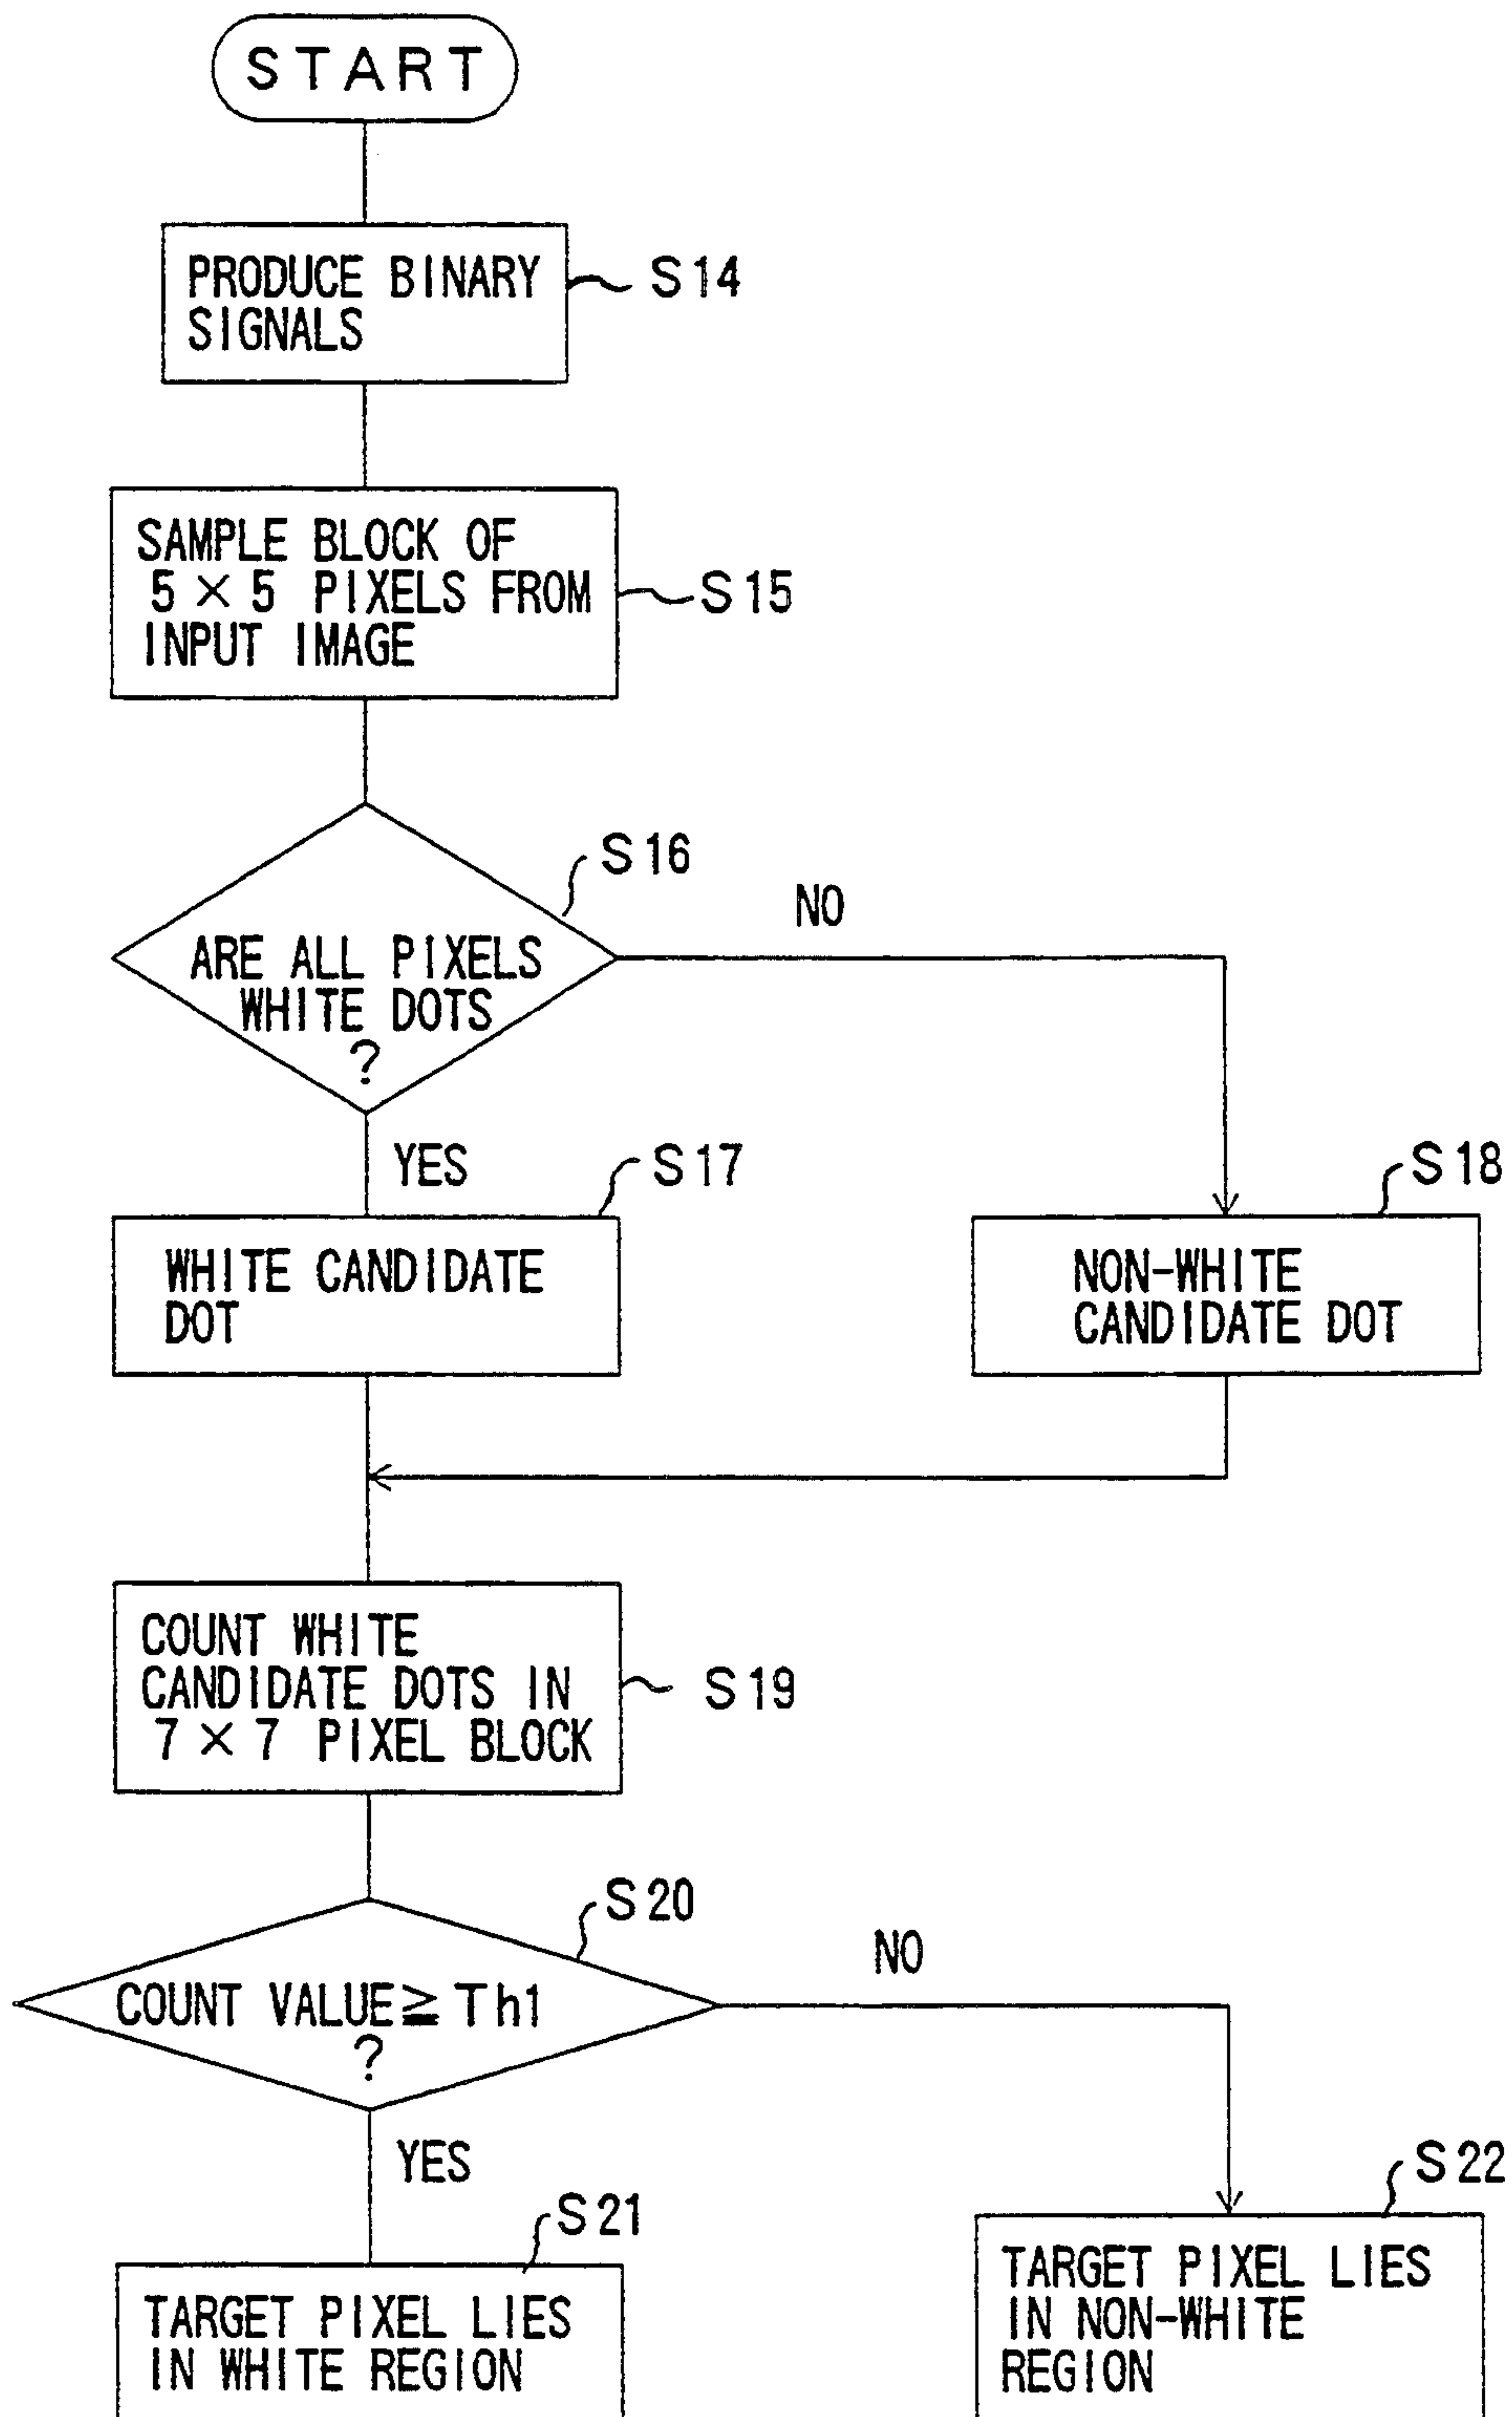 START
PRODUCE BINARY
SIGNALS
S14
SAMPLE BLOCK OF
5 × 5 PIXELS FROM
INPUT IMAGE
S15
S16
NO
ARE ALL PIXELS
WHITE DOTS
?
YES
S17
S18
WHITE CANDIDATE
DOT
NON-WHITE
CANDIDATE DOT
COUNT WHITE
CANDIDATE DOTS IN
7 × 7 PIXEL BLOCK
S19
S20
NO
COUNT VALUE ≧ Th1
?
YES
S21
S22
TARGET PIXEL LIES
IN WHITE REGION
TARGET PIXEL LIES
IN NON-WHITE
REGION